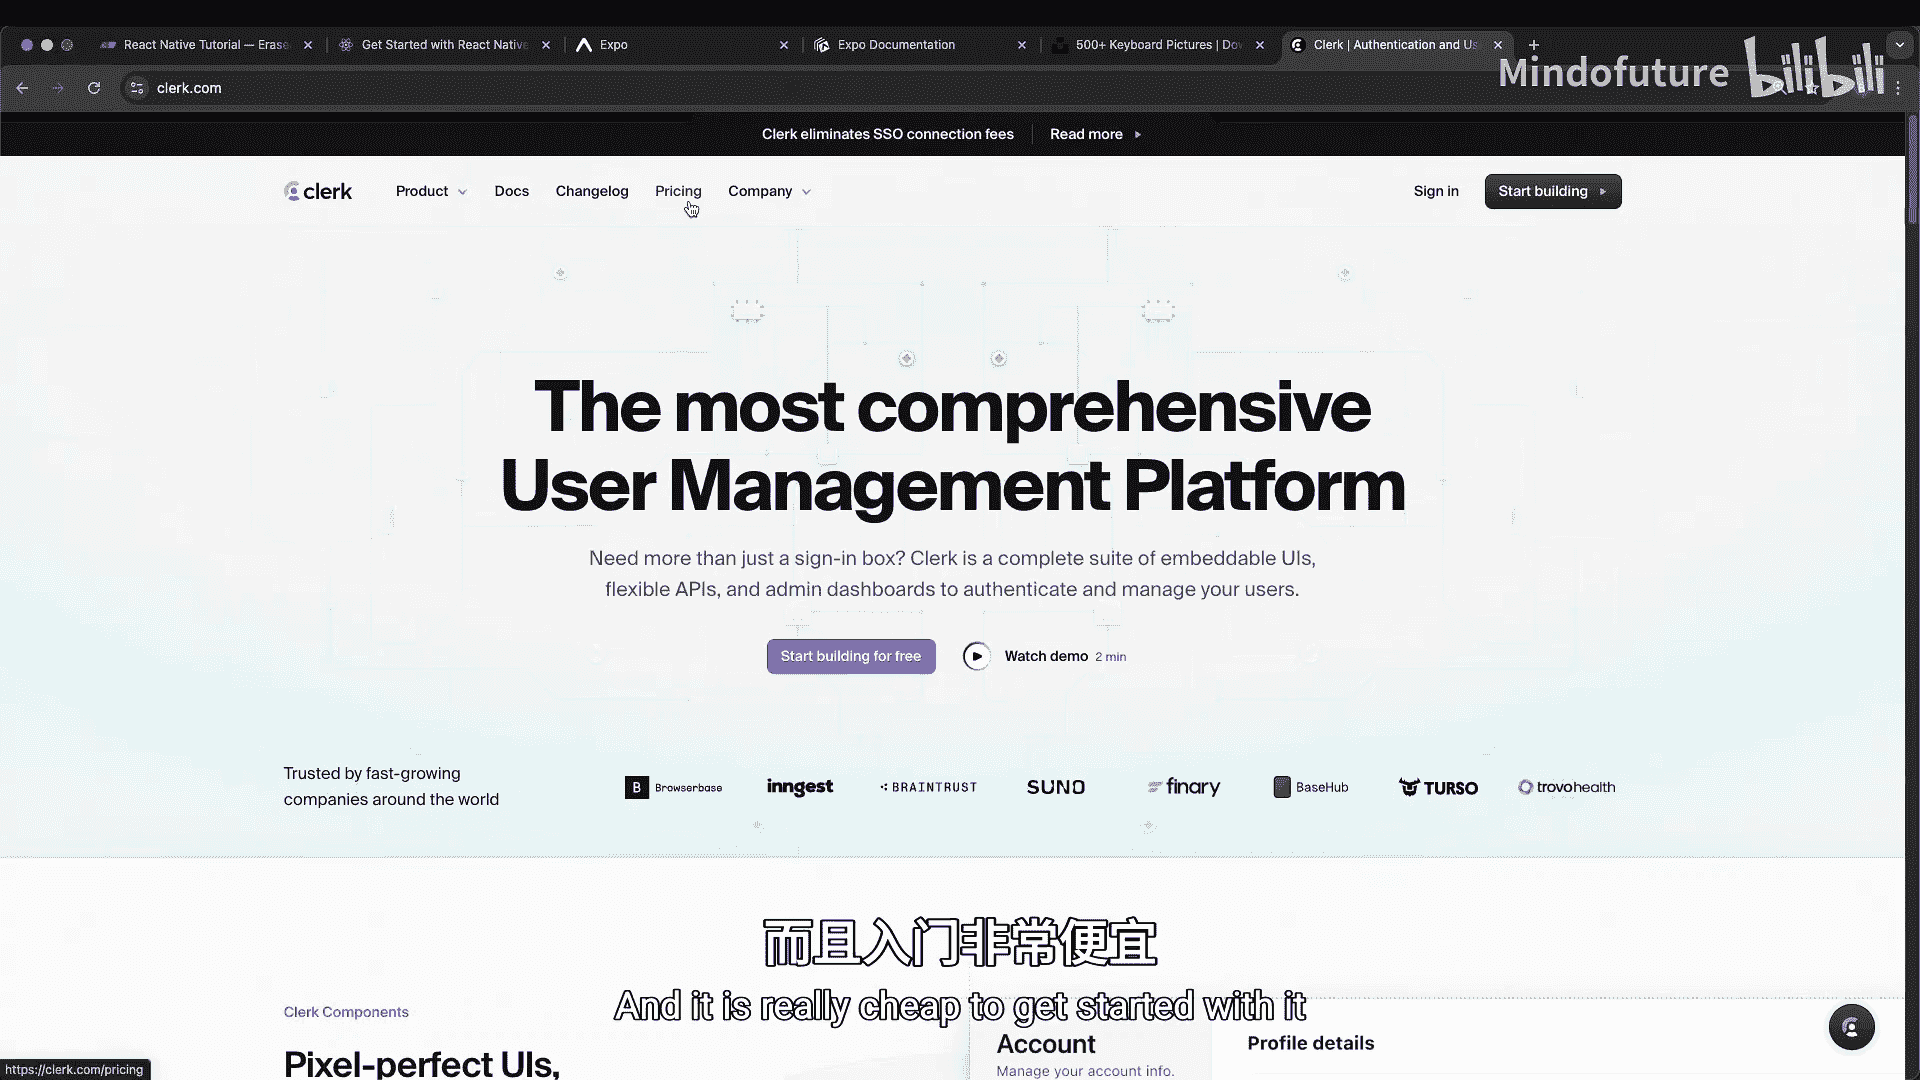 React Native Tutorial — Erase
Get Started with React Native
Expo
Expo Documentation
500+ Keyboard Pictures | Dow
Clerk | Authentication and Us
clerk.com
Mindofuture bilibili
Clerk eliminates SSO connection fees
Read more
clerk
Product
Docs
Changelog
Pricing
Company
Sign in
Start building
The most comprehensive
User Management Platform
Need more than just a sign-in box? Clerk is a complete suite of embeddable UIs,
flexible APIs, and admin dashboards to authenticate and manage your users.
Start building for free
Watch demo 2 min
Trusted by fast-growing
companies around the world
B Browserbase
inngest
BRAINTRUST
SUNO
finary
BaseHub
TURSO
trovohealth
而且入门非常便宜
And it is really cheap to get started with it
Clerk Components
Pixel-perfect UIs,
Account
Manage your account info.
Profile details
https://clerk.com/pricing